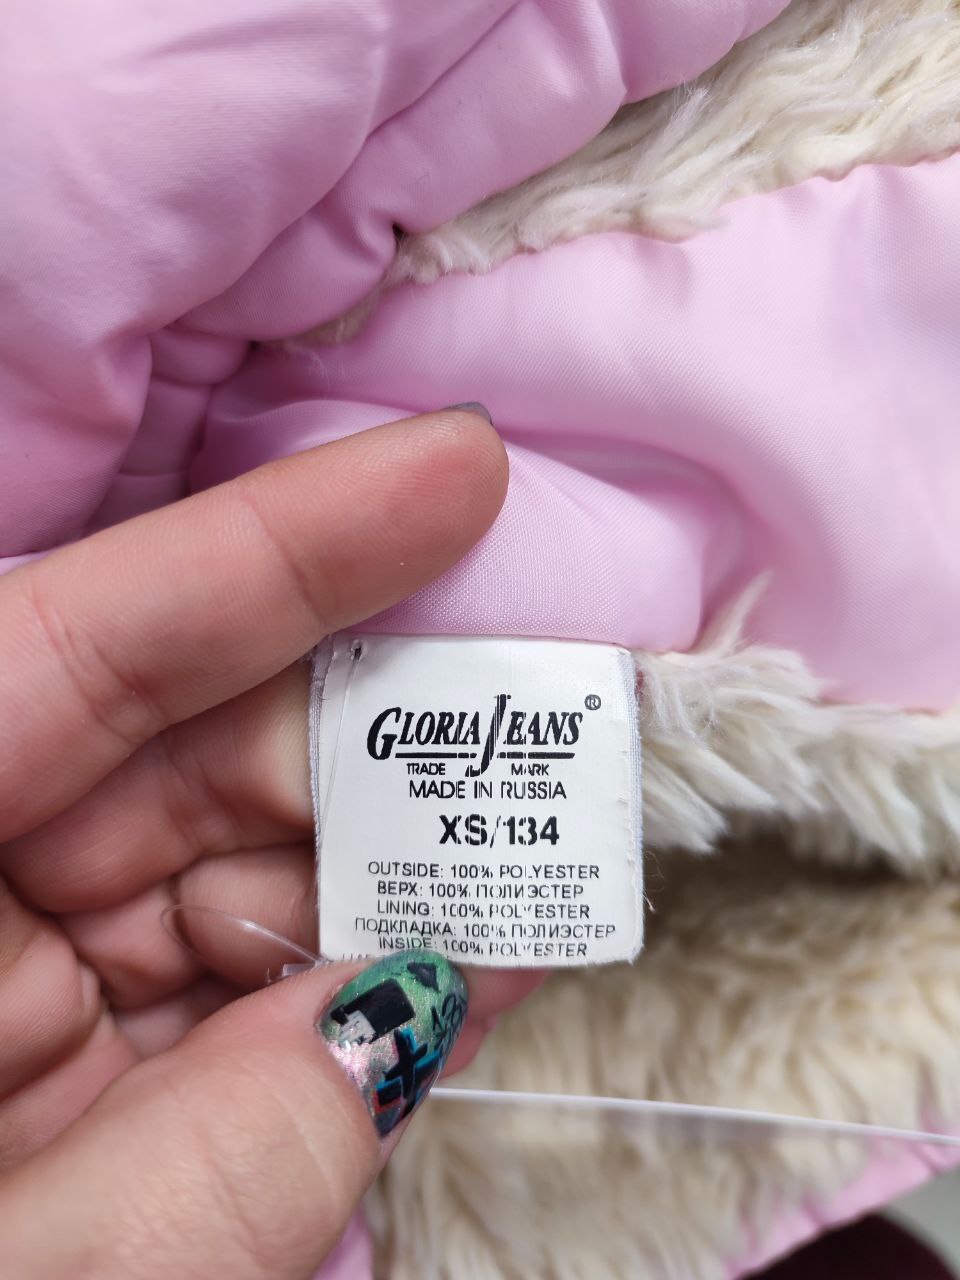 GLORIA JEANS®
TRADE MARK
MADE IN RUSSIA
XS/134
OUTSIDE: 100% POLYESTER
ВЕРХ: 100% ПОЛИЭСТЕР
LINING: 100% POLYESTER
ПОДКЛАДКА: 100% ПОЛИЭСТЕР
INSIDE: 100% POLYESTER